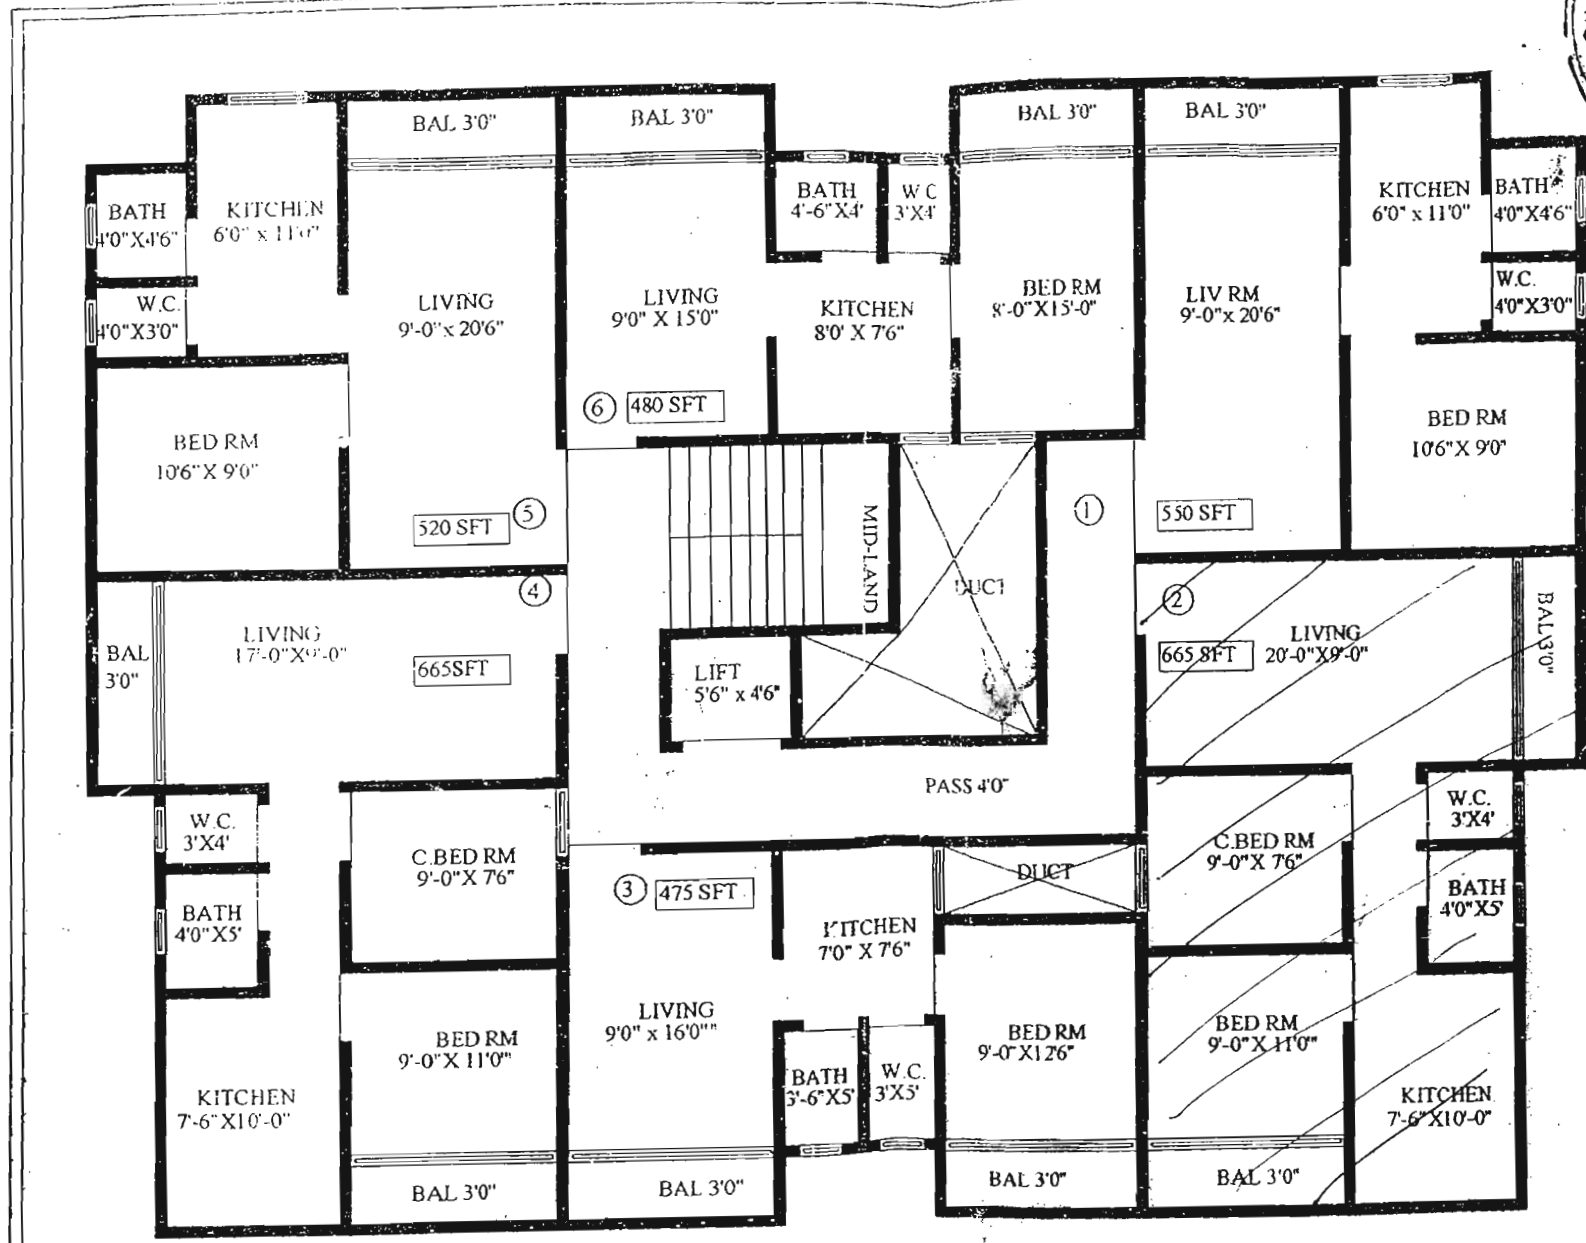 BAL 3'0"
BAL 3'0"
BAL 3'0"
BAL 3'0"
BATH
4'0"X4'6"
KITCHEN
6'0" x 11'0"
W.C.
4'0"X3'0"
LIVING
9'-0"x 20'6"
BED RM
10'6"X 9'0"
520 SFT
5
LIVING
9'0" X 15'0"
6
480 SFT
BATH
4'-6"X4'
W.C
3'X4'
KITCHEN
8'0' X 7'6"
BED RM
8'-0"X15'-0"
LIV RM
9'-0"x 20'6"
KITCHEN
6'0" x 11'0"
BATH
4'0"X4'6"
W.C.
4'0"X3'0"
BED RM
10'6"X 9'0"
1
550 SFT
MID-LAND
DUCT
LIFT
5'6" x 4'6"
PASS 4'0"
4
LIVING
17'-0"X9'-0"
665SFT
BAL
3'0"
2
LIVING
20'-0"X9'-0"
665 SFT
BAL 3'0"
W.C.
3'X4'
BATH
4'0"X5'
C.BED RM
9'-0"X 7'6"
BED RM
9'-0"X 11'0"'
KITCHEN
7'-6"X10'-0"
BAL 3'0"
3
475 SFT
LIVING
9'0" x 16'0""
KITCHEN
7'0" X 7'6"
DUCT
BATH
3'-6"X5'
W.C.
3'X5'
BED RM
9'-0"X12'6"
BAL 3'0"
BAL 3'0"
C.BED RM
9'-0"X 7'6"
W.C.
3'X4'
BATH
4'0"X5'
BED RM
9'-0"X 11'0"'
KITCHEN
7'-6"X10'-0"
BAL 3'0"